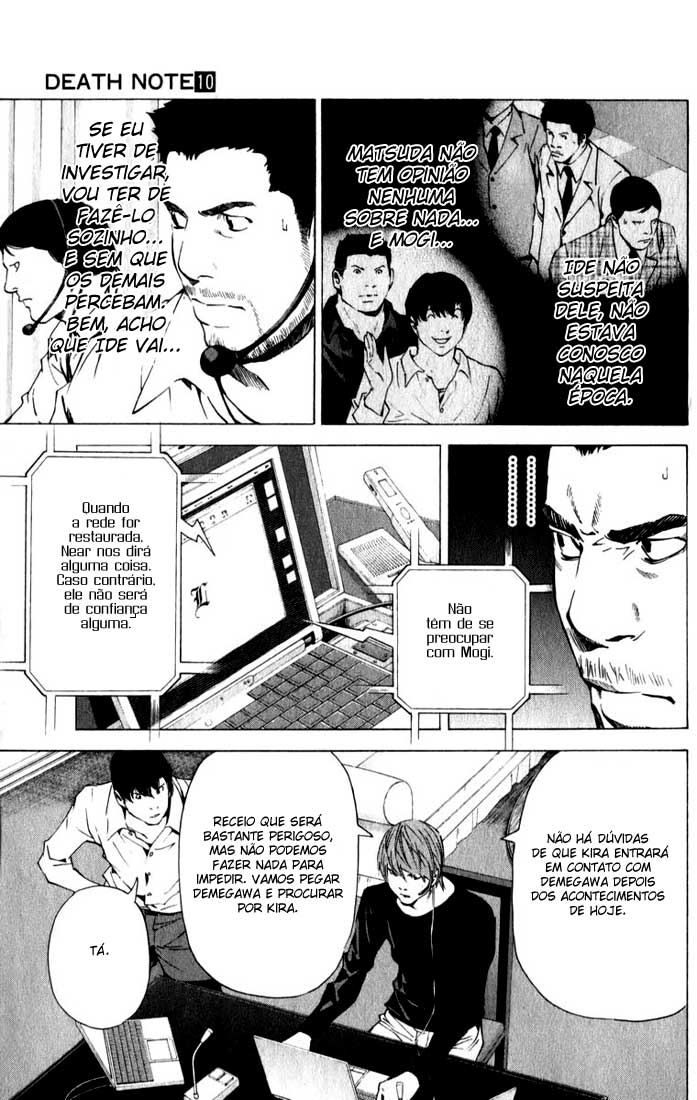 DEATH NOTE 10
MATSUDA NÃO
TEM OPINIÃO
NENHUMA
SOBRE NADA...
E MOGI...
IDE NÃO
SUSPEITA
DELE, NÃO
ESTAVA
CONOSCO
NAQUELA
ÉPOCA.
SE EU
TIVER DE
INVESTIGAR,
VOU TER DE
FAZÊ-LO
SOZINHO...
E SEM QUE
OS DEMAIS
PERCEBAM.
BEM, ACHO
QUE IDE VAI...
Não
têm de se
preocupar
com Mogi.
Quando
a rede for
restaurada.
Near nos dirá
alguma coisa.
Caso contrário,
ele não será
de confiança
alguma.
L
NÃO HÁ DÚVIDAS
DE QUE KIRA ENTRARÁ
EM CONTATO COM
DEMEGAWA DEPOIS
DOS ACONTECIMENTOS
DE HOJE.
RECEIO QUE SERÁ
BASTANTE PERIGOSO,
MAS NÃO PODEMOS
FAZER NADA PARA
IMPEDIR. VAMOS PEGAR
DEMEGAWA E PROCURAR
POR KIRA.
TÁ.